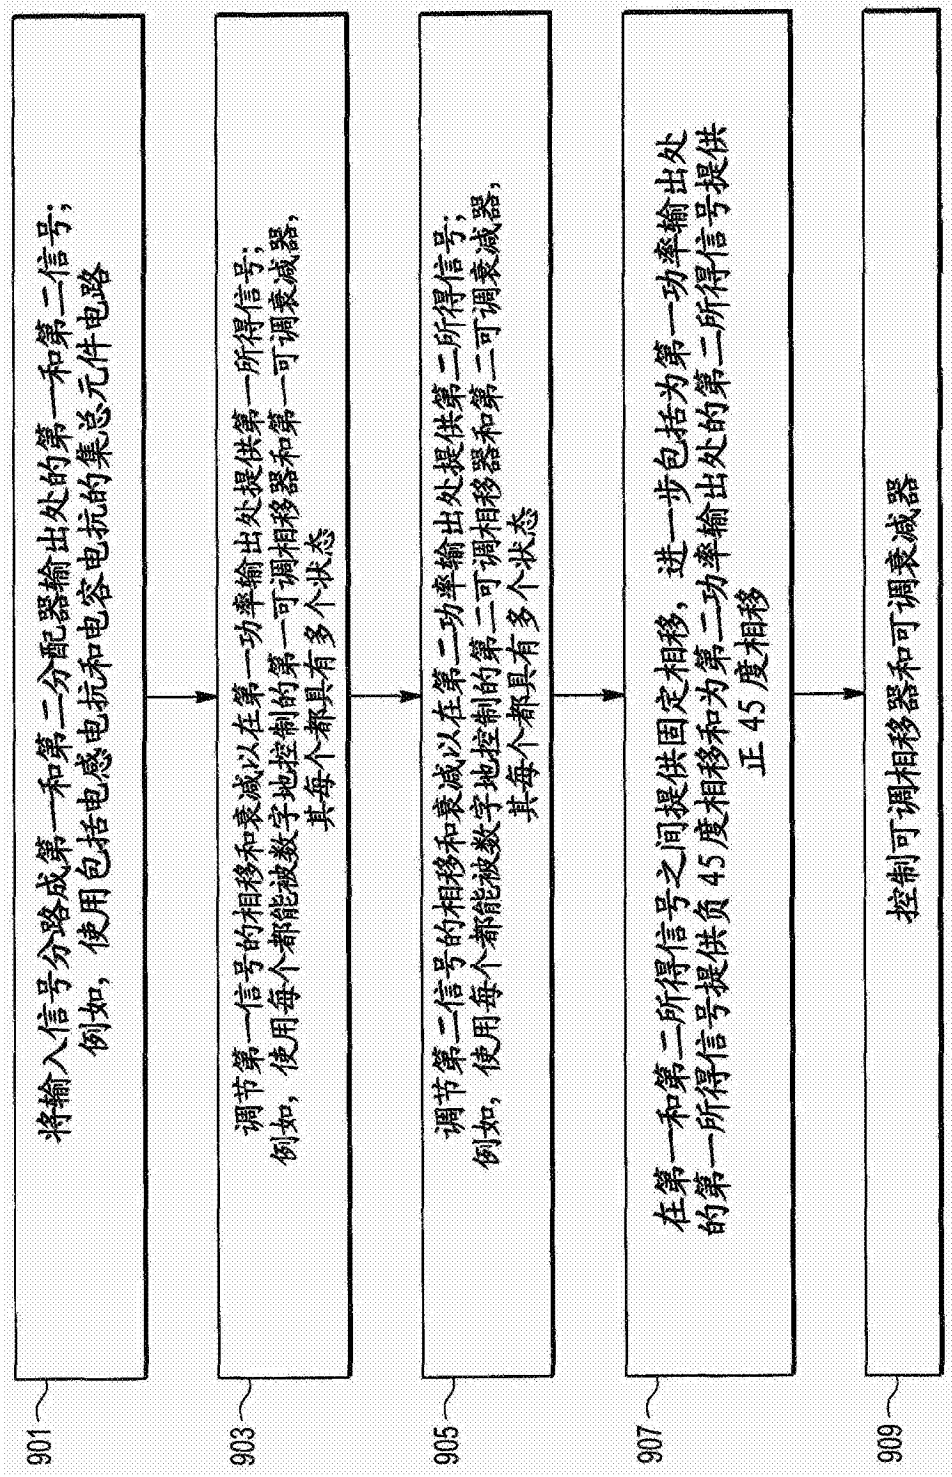 901
将输入信号分路成第一和第二分配器输出处的第一和第二信号；
例如，使用包括电感电抗和电容电抗的集总元件电路
903
调节第一信号的相移和衰减以在第一功率输出处提供第一所得信号；
例如，使用每个都能被数字地控制的第一可调相移器和第一可调衰减器，
其每个都具有多个状态
905
调节第二信号的相移和衰减以在第二功率输出处提供第二所得信号；
例如，使用每个都能被数字地控制的第二可调相移器和第二可调衰减器，
其每个都具有多个状态
907
在第一和第二所得信号之间提供固定相移，进一步包括为第一功率输出处
的第一所得信号提供负 45 度相移和为第二功率输出处的第二所得信号提供
正 45 度相移
909
控制可调相移器和可调衰减器